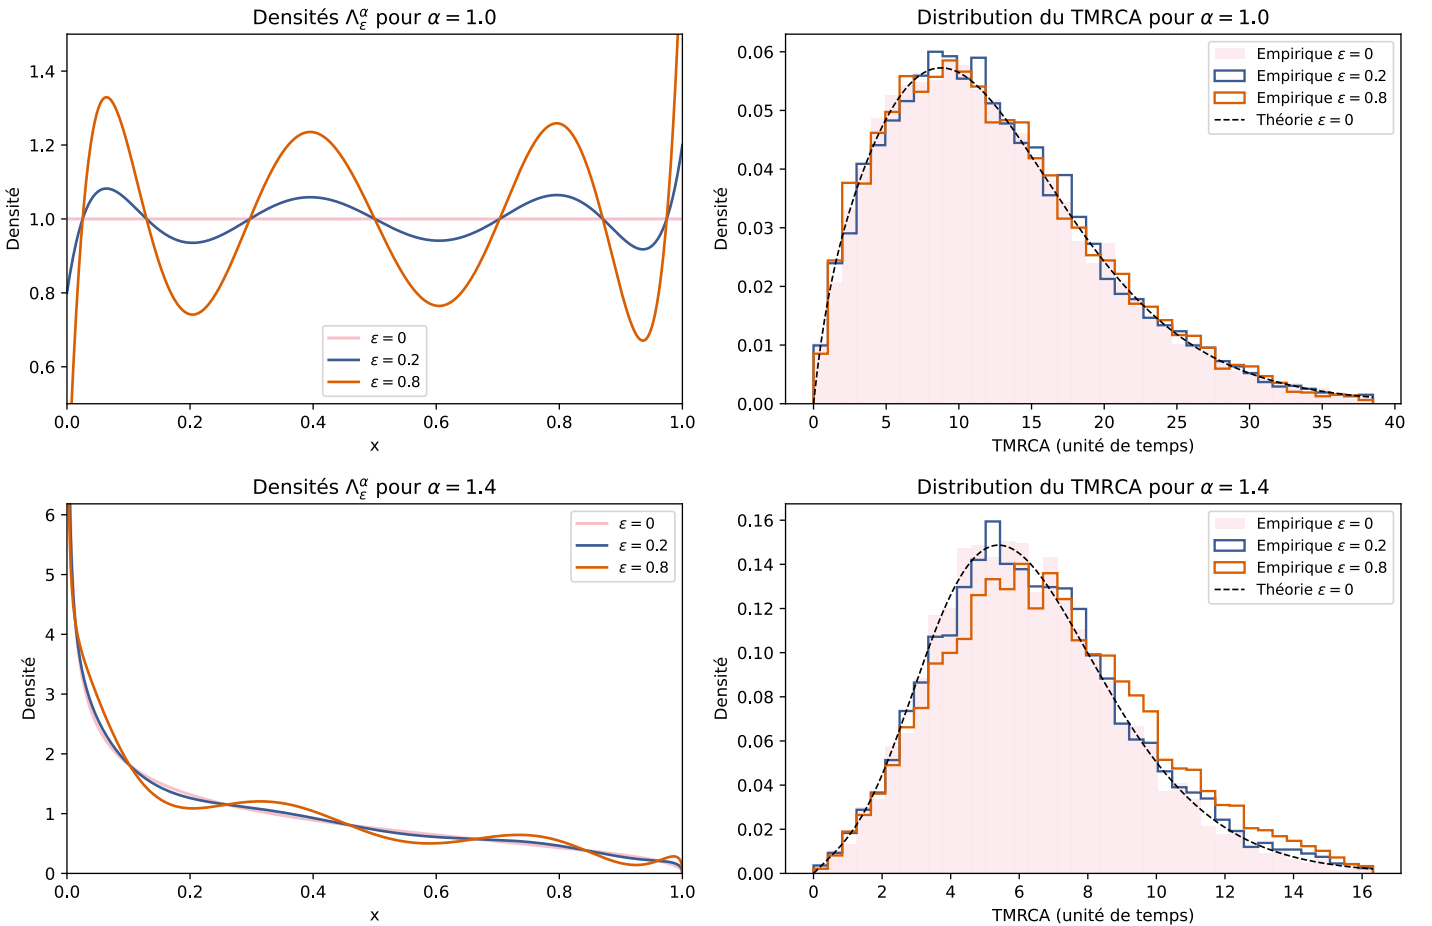 Densités Λ_ε^α pour α = 1.0
1.4
1.2
1.0
0.8
0.6
Densité
ε = 0
ε = 0.2
ε = 0.8
0.0 0.2 0.4 0.6 0.8 1.0
x
Distribution du TMRCA pour α = 1.0
0.06
0.05
0.04
0.03
0.02
0.01
0.00
Densité
Empirique ε = 0
Empirique ε = 0.2
Empirique ε = 0.8
Théorie ε = 0
0 5 10 15 20 25 30 35 40
TMRCA (unité de temps)
Densités Λ_ε^α pour α = 1.4
6
5
4
3
2
1
0
Densité
ε = 0
ε = 0.2
ε = 0.8
0.0 0.2 0.4 0.6 0.8 1.0
x
Distribution du TMRCA pour α = 1.4
0.16
0.14
0.12
0.10
0.08
0.06
0.04
0.02
0.00
Densité
Empirique ε = 0
Empirique ε = 0.2
Empirique ε = 0.8
Théorie ε = 0
0 2 4 6 8 10 12 14 16
TMRCA (unité de temps)